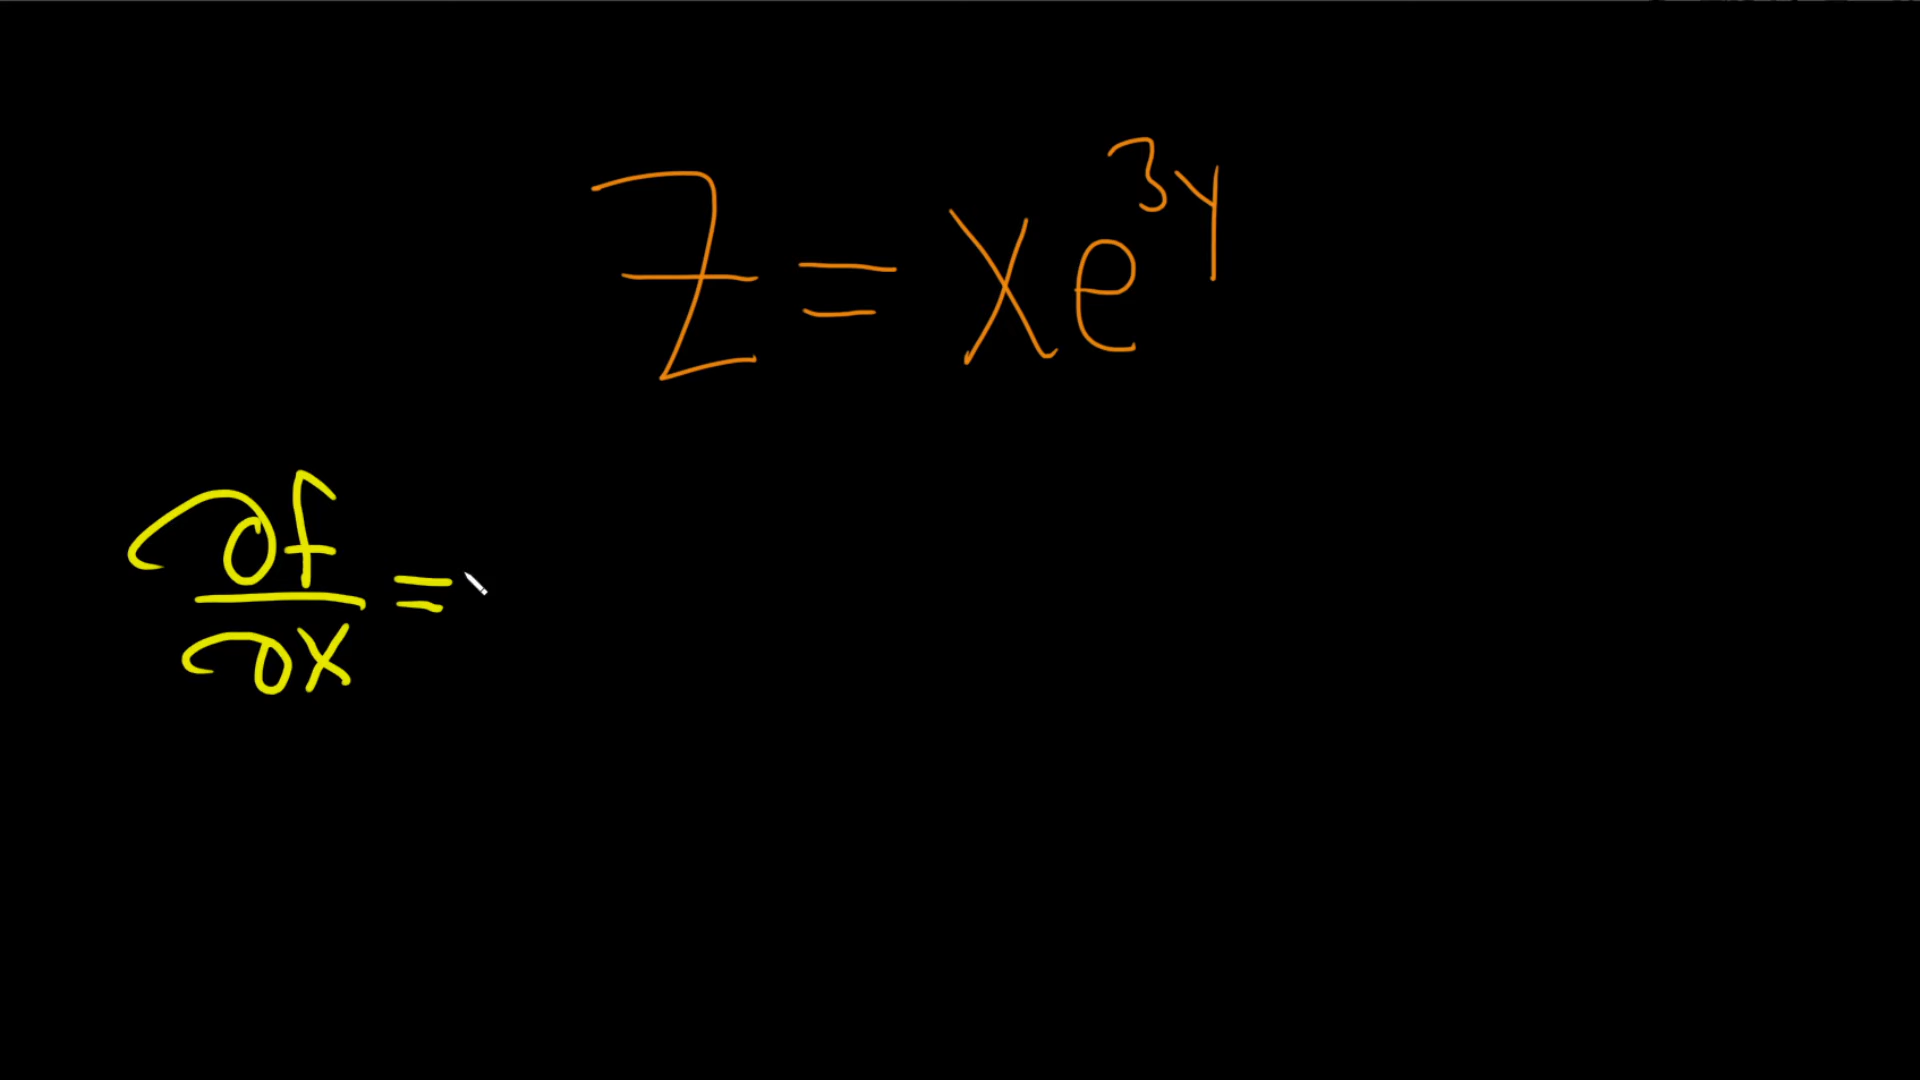 Z = xe^{3y}
∂f/∂x =